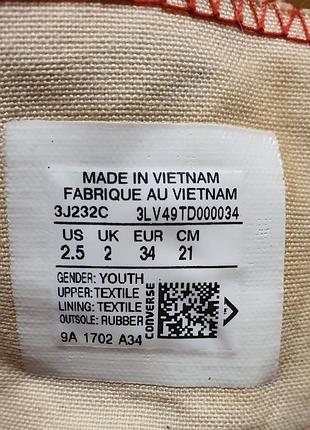 MADE IN VIETNAM
FABRIQUE AU VIETNAM
3J232C 3LV49TD000034
US UK EUR CM
2.5 2 34 21
GENDER: YOUTH
UPPER: TEXTILE
LINING: TEXTILE
OUTSOLE: RUBBER
CONVERSE
9A 1702 A34